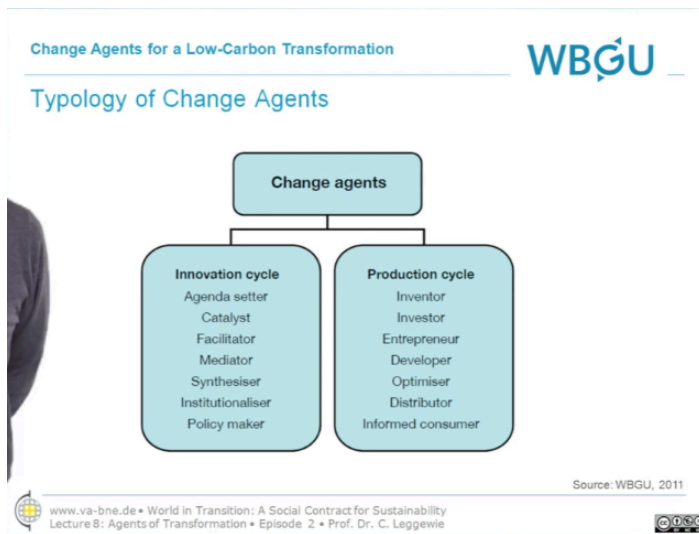 Change Agents for a Low-Carbon Transformation
WBGU
Typology of Change Agents
Change agents
Innovation cycle
Agenda setter
Catalyst
Facilitator
Mediator
Synthesiser
Institutionaliser
Policy maker
Production cycle
Inventor
Investor
Entrepreneur
Developer
Optimiser
Distributor
Informed consumer
Source: WBGU, 2011
www.va-bne.de • World in Transition: A Social Contract for Sustainability
Lecture 8: Agents of Transformation • Episode 2 • Prof. Dr. C. Leggewie